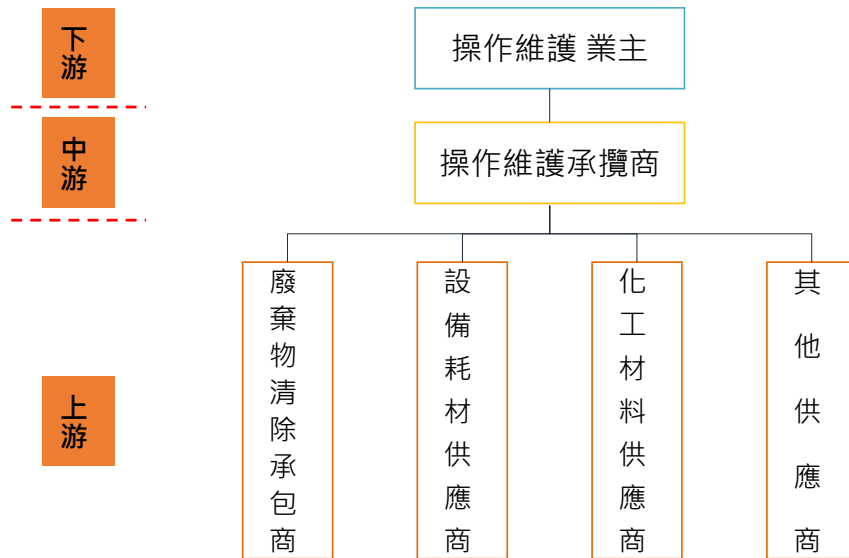 下游
操作維護 業主
中游
操作維護承攬商
上游
廢棄物清除承包商
設備耗材供應商
化工材料供應商
其他供應商